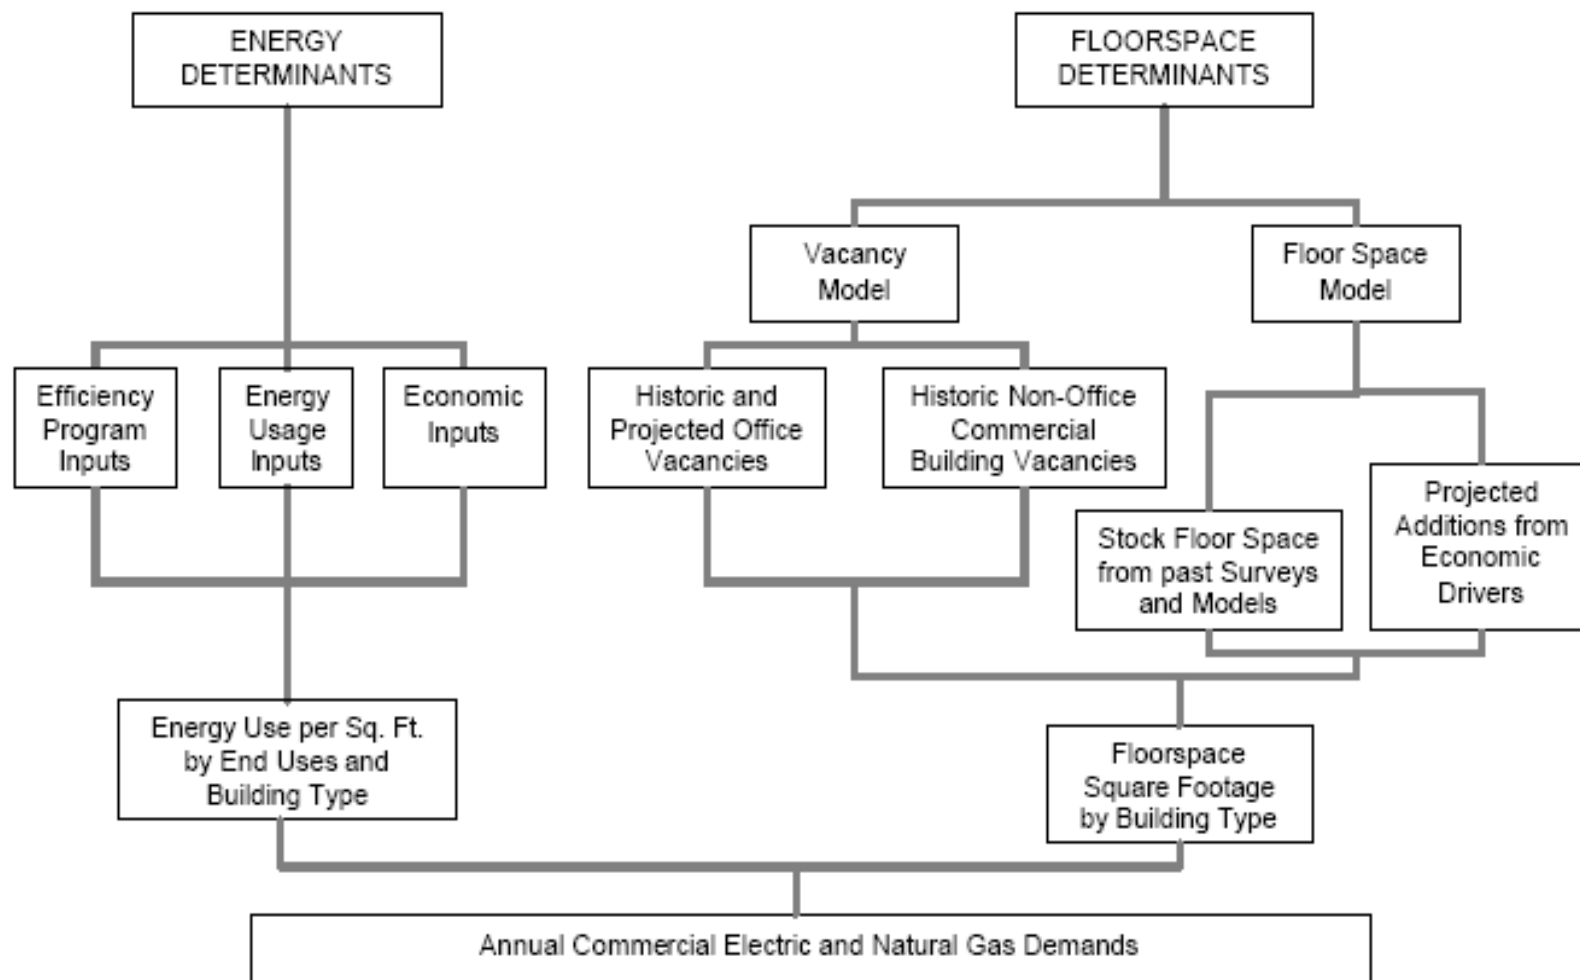 ENERGY
DETERMINANTS
FLOORSPACE
DETERMINANTS
Vacancy
Model
Floor Space
Model
Efficiency
Program
Inputs
Energy
Usage
Inputs
Economic
Inputs
Historic and
Projected Office
Vacancies
Historic Non-Office
Commercial
Building Vacancies
Stock Floor Space
from past Surveys
and Models
Projected
Additions from
Economic
Drivers
Energy Use per Sq. Ft.
by End Uses and
Building Type
Floorspace
Square Footage
by Building Type
Annual Commercial Electric and Natural Gas Demands